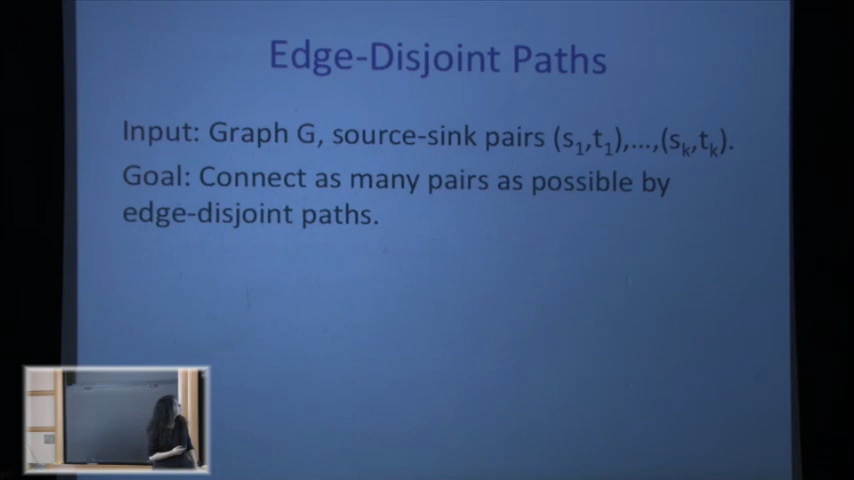 Edge-Disjoint Paths
Input: Graph G, source-sink pairs (s₁,t₁),...,(sₖ,tₖ).
Goal: Connect as many pairs as possible by
edge-disjoint paths.